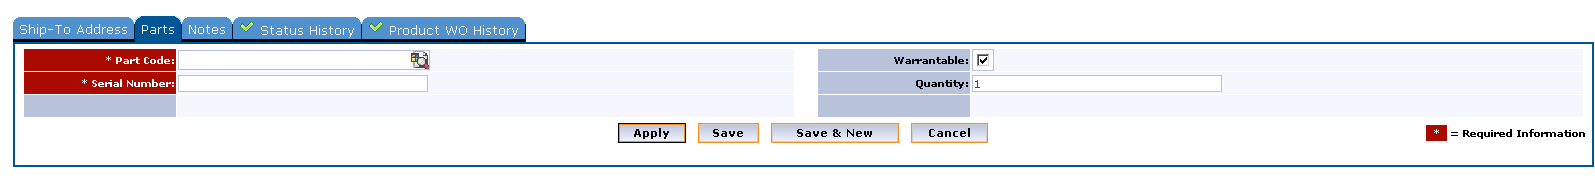 Ship-To Address Parts Notes Status History Product WO History
* Part Code: Warrantable:
* Serial Number: Quantity: 1
Apply Save Save & New Cancel * = Required Information